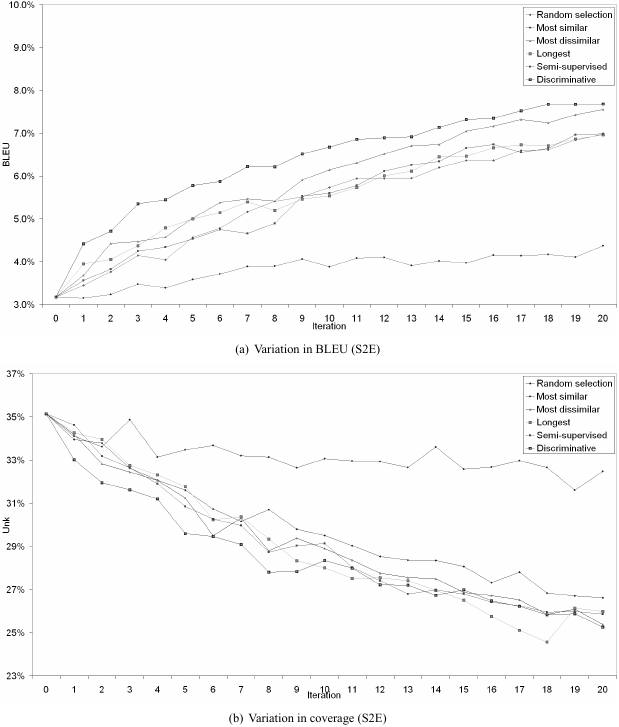 10.0%
9.0%
8.0%
7.0%
6.0%
5.0%
4.0%
3.0%
BLEU
Random selection
Most similar
Most dissimilar
Longest
Semi-supervised
Discriminative
0 1 2 3 4 5 6 7 8 9 10 11 12 13 14 15 16 17 18 19 20
Iteration
(a) Variation in BLEU (S2E)
37%
35%
33%
31%
29%
27%
25%
23%
Unk
Random selection
Most similar
Most dissimilar
Longest
Semi-supervised
Discriminative
0 1 2 3 4 5 6 7 8 9 10 11 12 13 14 15 16 17 18 19 20
Iteration
(b) Variation in coverage (S2E)